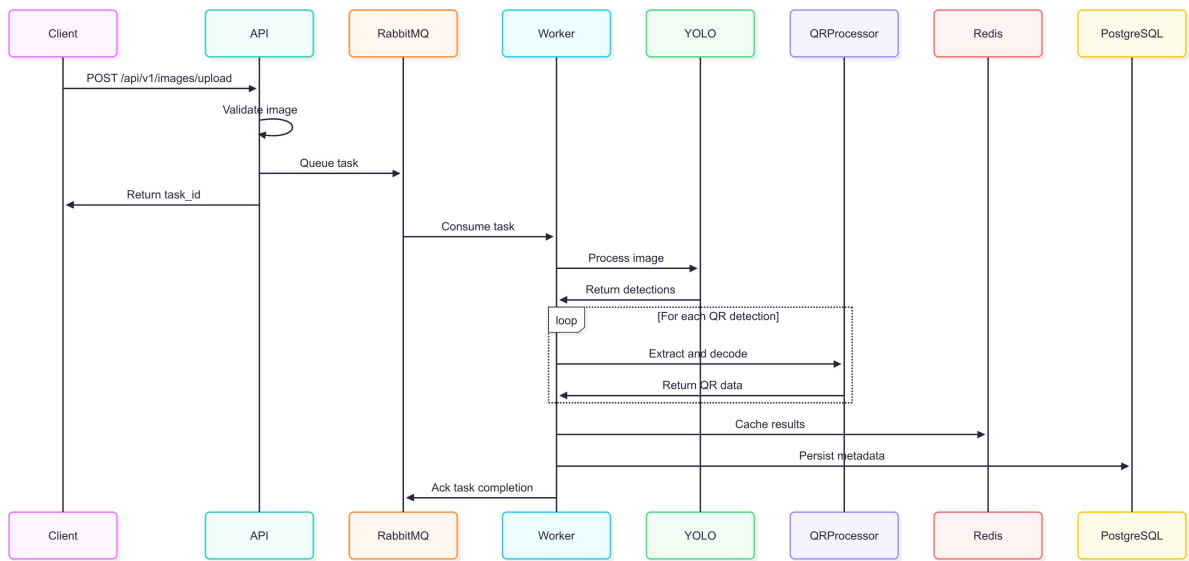 Client
API
RabbitMQ
Worker
YOLO
QRProcessor
Redis
PostgreSQL
POST /api/v1/images/upload
Validate image
Queue task
Return task_id
Consume task
Process image
Return detections
loop
[For each QR detection]
Extract and decode
Return QR data
Cache results
Persist metadata
Ack task completion
Client
API
RabbitMQ
Worker
YOLO
QRProcessor
Redis
PostgreSQL